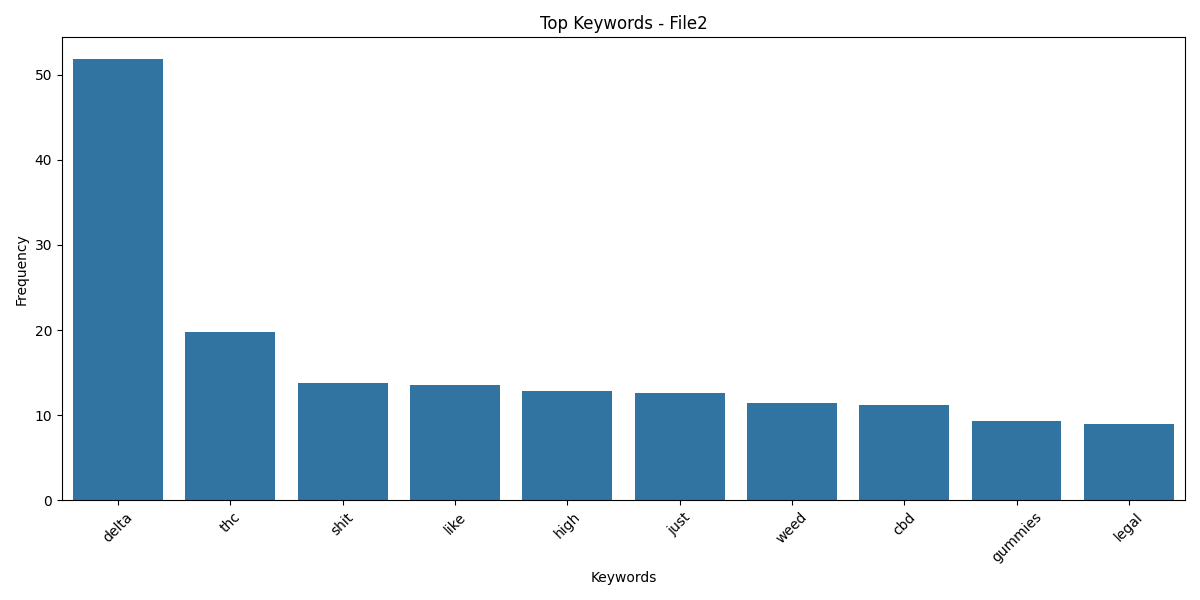 Top Keywords - File2
Frequency
50
40
30
20
10
0
delta
thc
shit
like
high
just
weed
cbd
gummies
legal
Keywords